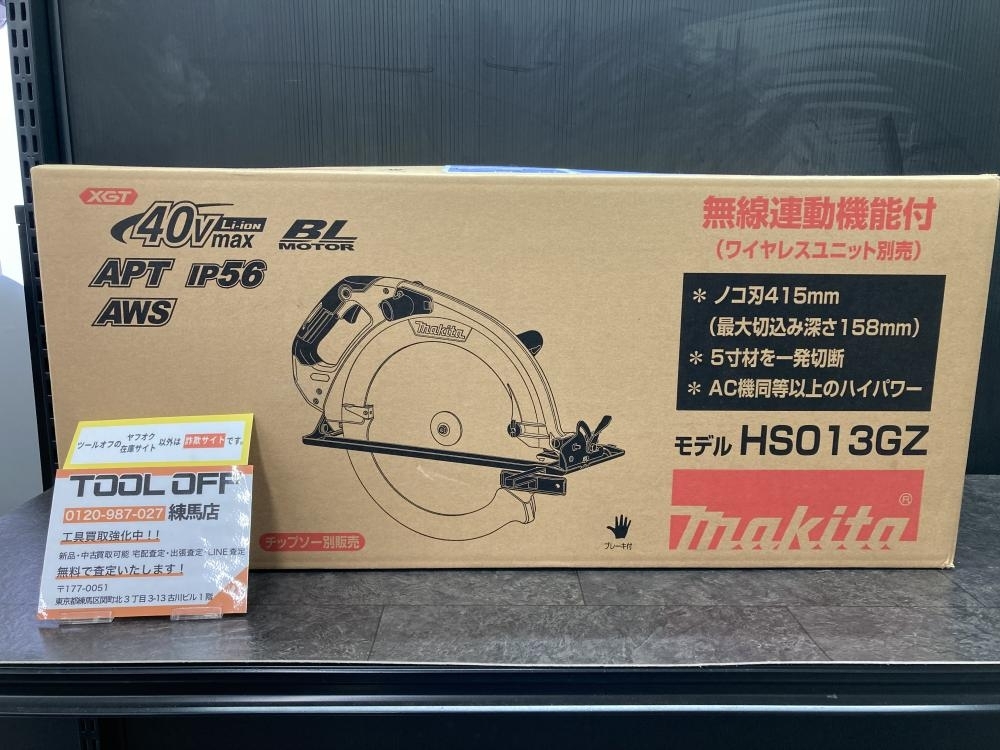 XGT
40Vmax Li-ion
BL MOTOR
APT IP56
AWS
makita
無線連動機能付
(ワイヤレスユニット別売)
* ノコ刃415mm
(最大切込み深さ158mm)
* 5寸材を一発切断
* AC機同等以上のハイパワー
モデル HS013GZ
makita®
チップソー別販売
ブレーキ付
ツールオフの ヤフオク 在庫サイト 以外は 詐欺サイト です。
TOOL OFF
0120-987-027 練馬店
工具買取強化中!!
新品・中古買取可能 宅配査定・出張査定・LINE査定
無料で査定いたします!
〒177-0051
東京都練馬区関町北3丁目3-13 古川ビル1階